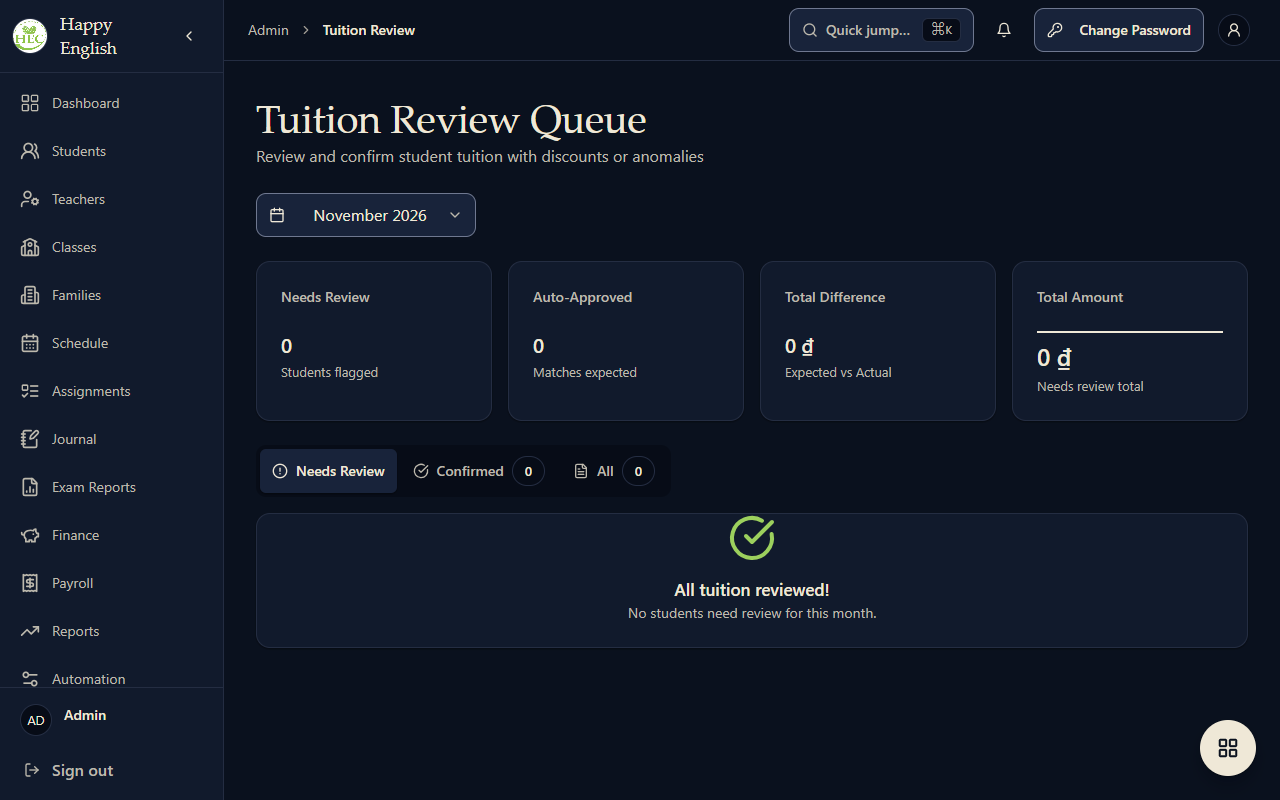 HEC
Happy
English
Dashboard
Students
Teachers
Classes
Families
Schedule
Assignments
Journal
Exam Reports
Finance
Payroll
Reports
Automation
AD
Admin
Sign out
Admin > Tuition Review
Quick jump... ⌘K
Change Password
Tuition Review Queue
Review and confirm student tuition with discounts or anomalies
November 2026
Needs Review
0
Students flagged
Auto-Approved
0
Matches expected
Total Difference
0 ₫
Expected vs Actual
Total Amount
0 ₫
Needs review total
Needs Review
Confirmed 0
All 0
All tuition reviewed!
No students need review for this month.